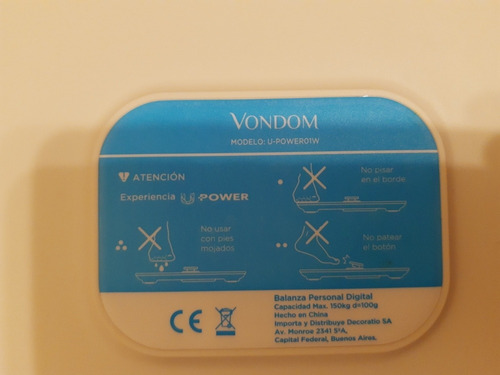 VONDOM
MODELO: U-POWER01W
ATENCIÓN
Experiencia U POWER
No pisar
en el borde.
No usar
con pies
mojados.
No patear
el botón.
Balanza Personal Digital
Capacidad Max. 150kg d=100g
Hecho en China
Importa y Distribuye Decoratio SA
Av. Monroe 2341 5ºA,
Capital Federal, Buenos Aires.
CE